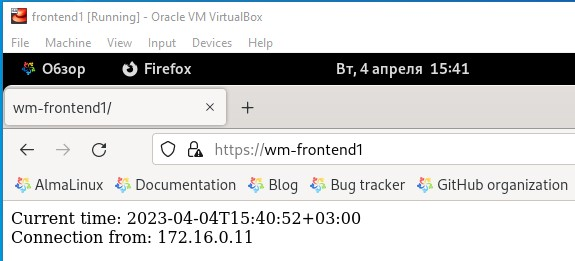 frontend1 [Running] - Oracle VM VirtualBox
File Machine View Input Devices Help
Обзор Firefox Вт, 4 апреля 15:41
wm-frontend1/ × +
https://wm-frontend1
AlmaLinux Documentation Blog Bug tracker GitHub organization
Current time: 2023-04-04T15:40:52+03:00
Connection from: 172.16.0.11